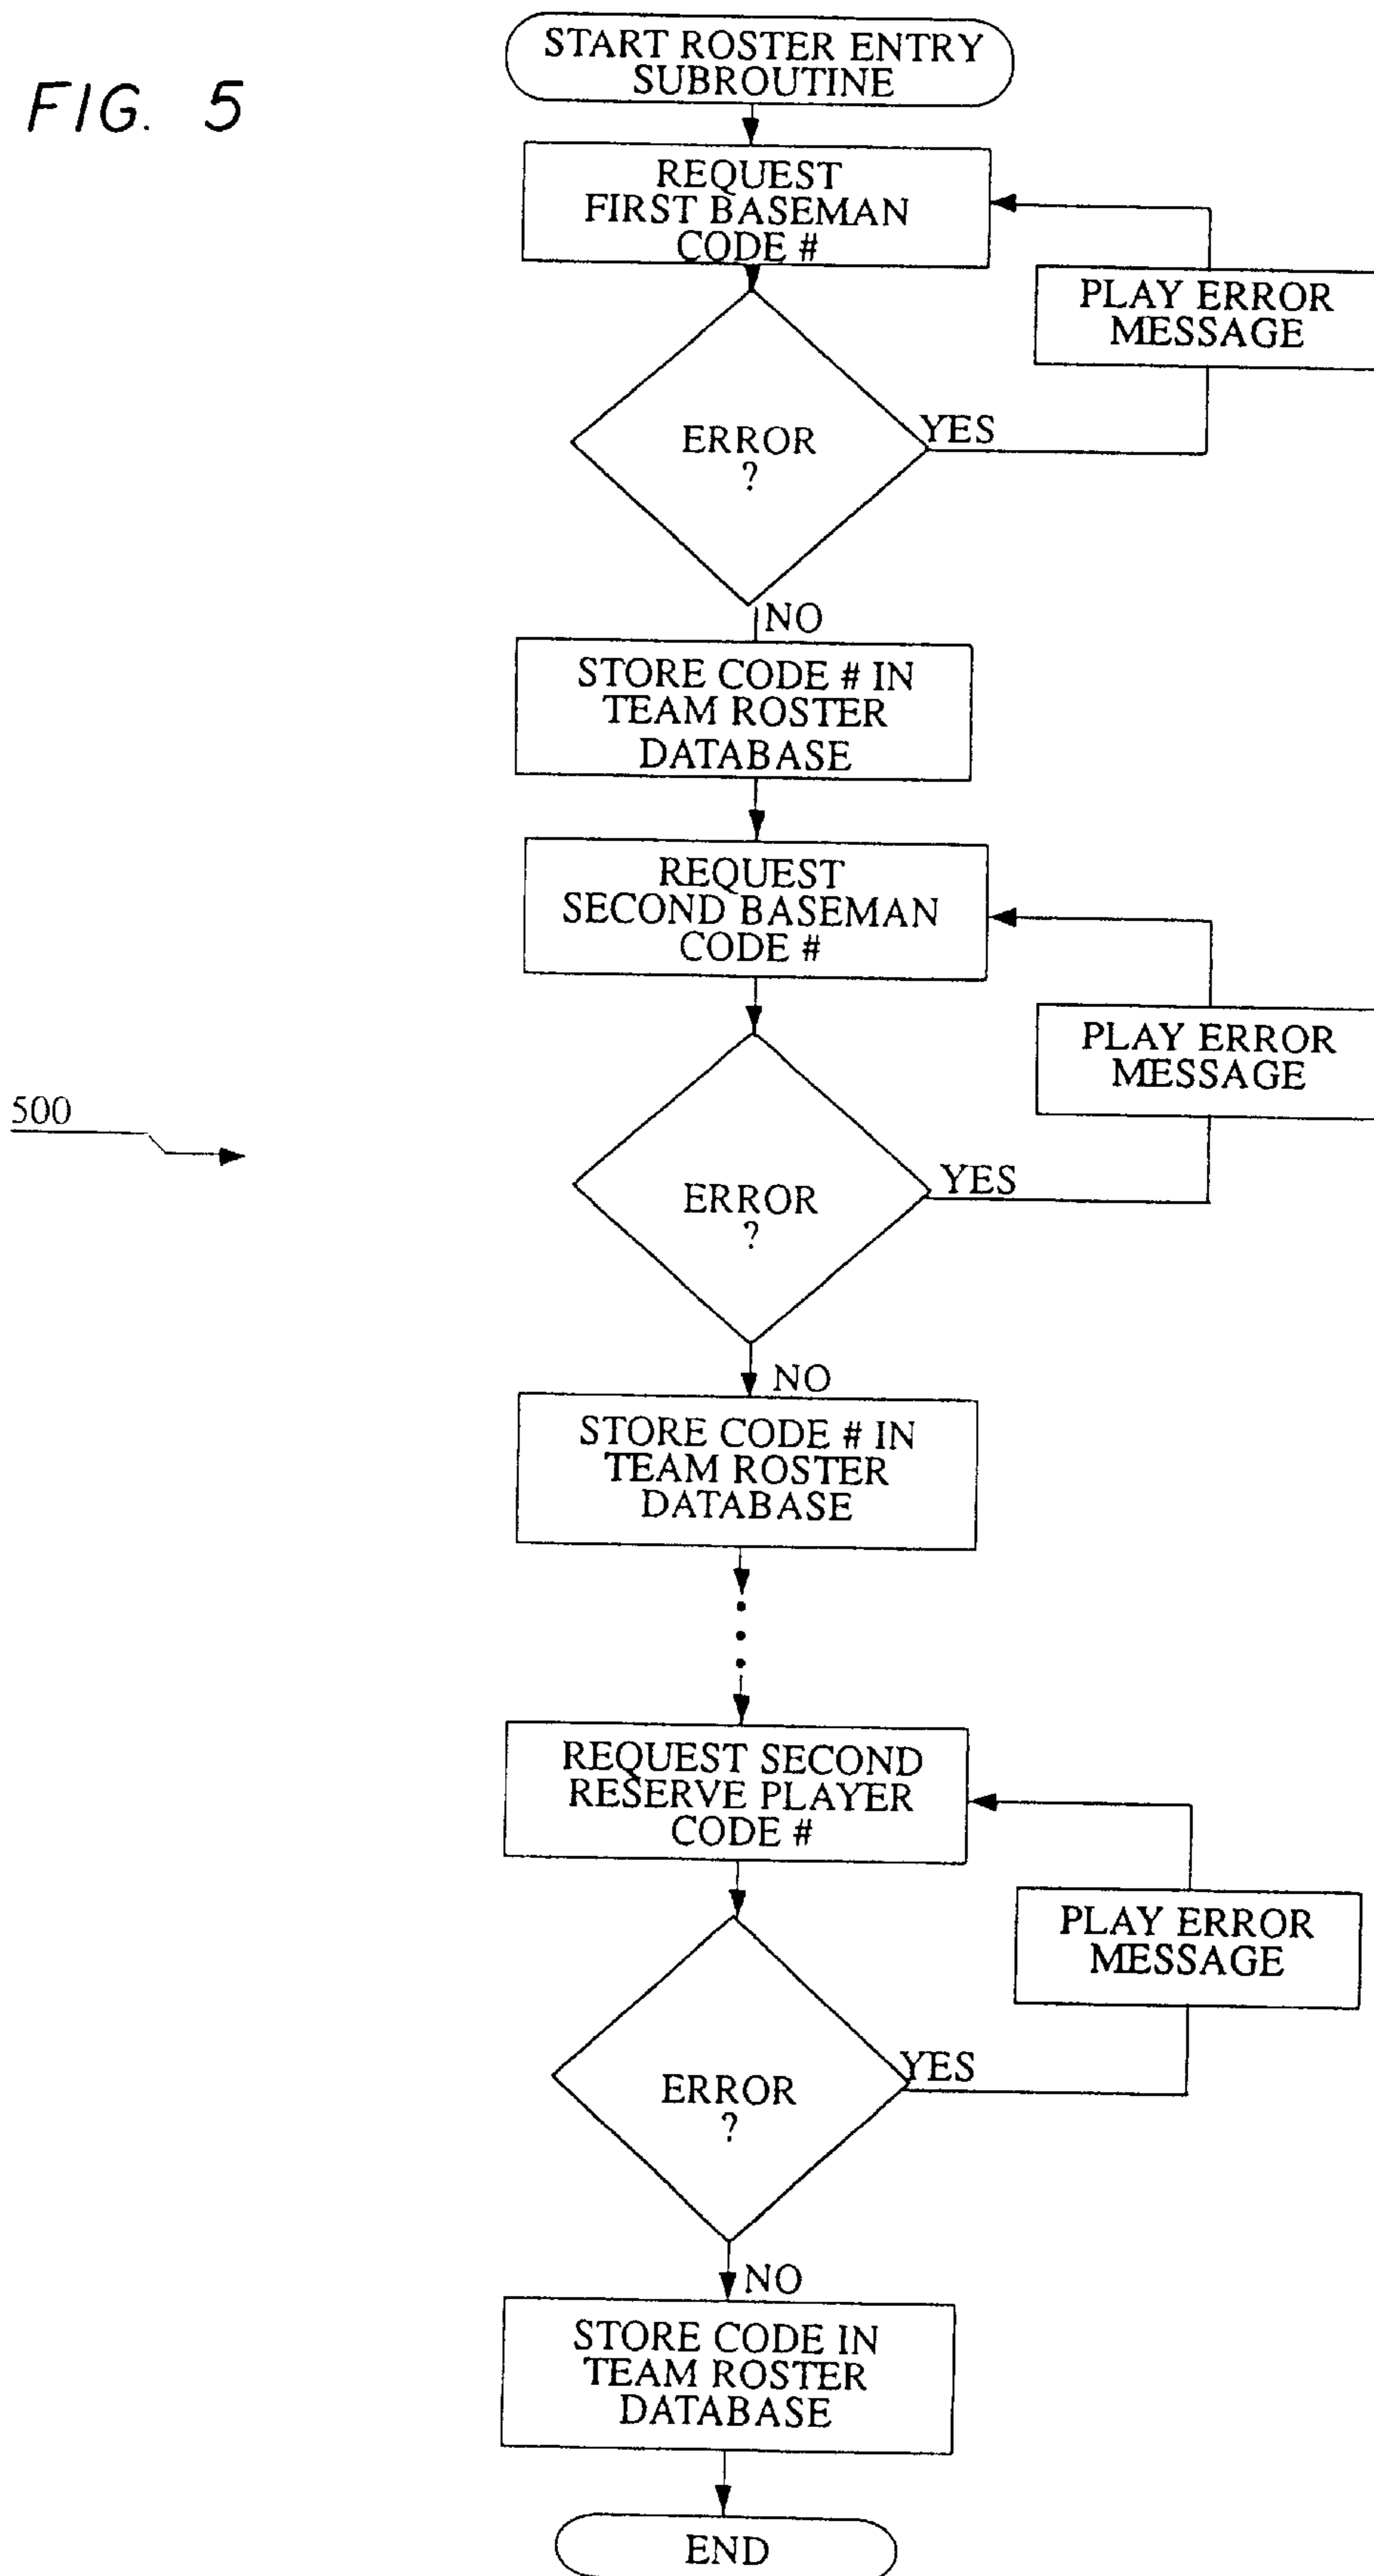 FIG. 5
START ROSTER ENTRY
SUBROUTINE
REQUEST
FIRST BASEMAN
CODE #
PLAY ERROR
MESSAGE
ERROR
?
YES
NO
STORE CODE # IN
TEAM ROSTER
DATABASE
REQUEST
SECOND BASEMAN
CODE #
PLAY ERROR
MESSAGE
500
ERROR
?
YES
NO
STORE CODE # IN
TEAM ROSTER
DATABASE
REQUEST SECOND
RESERVE PLAYER
CODE #
PLAY ERROR
MESSAGE
ERROR
?
YES
NO
STORE CODE IN
TEAM ROSTER
DATABASE
END